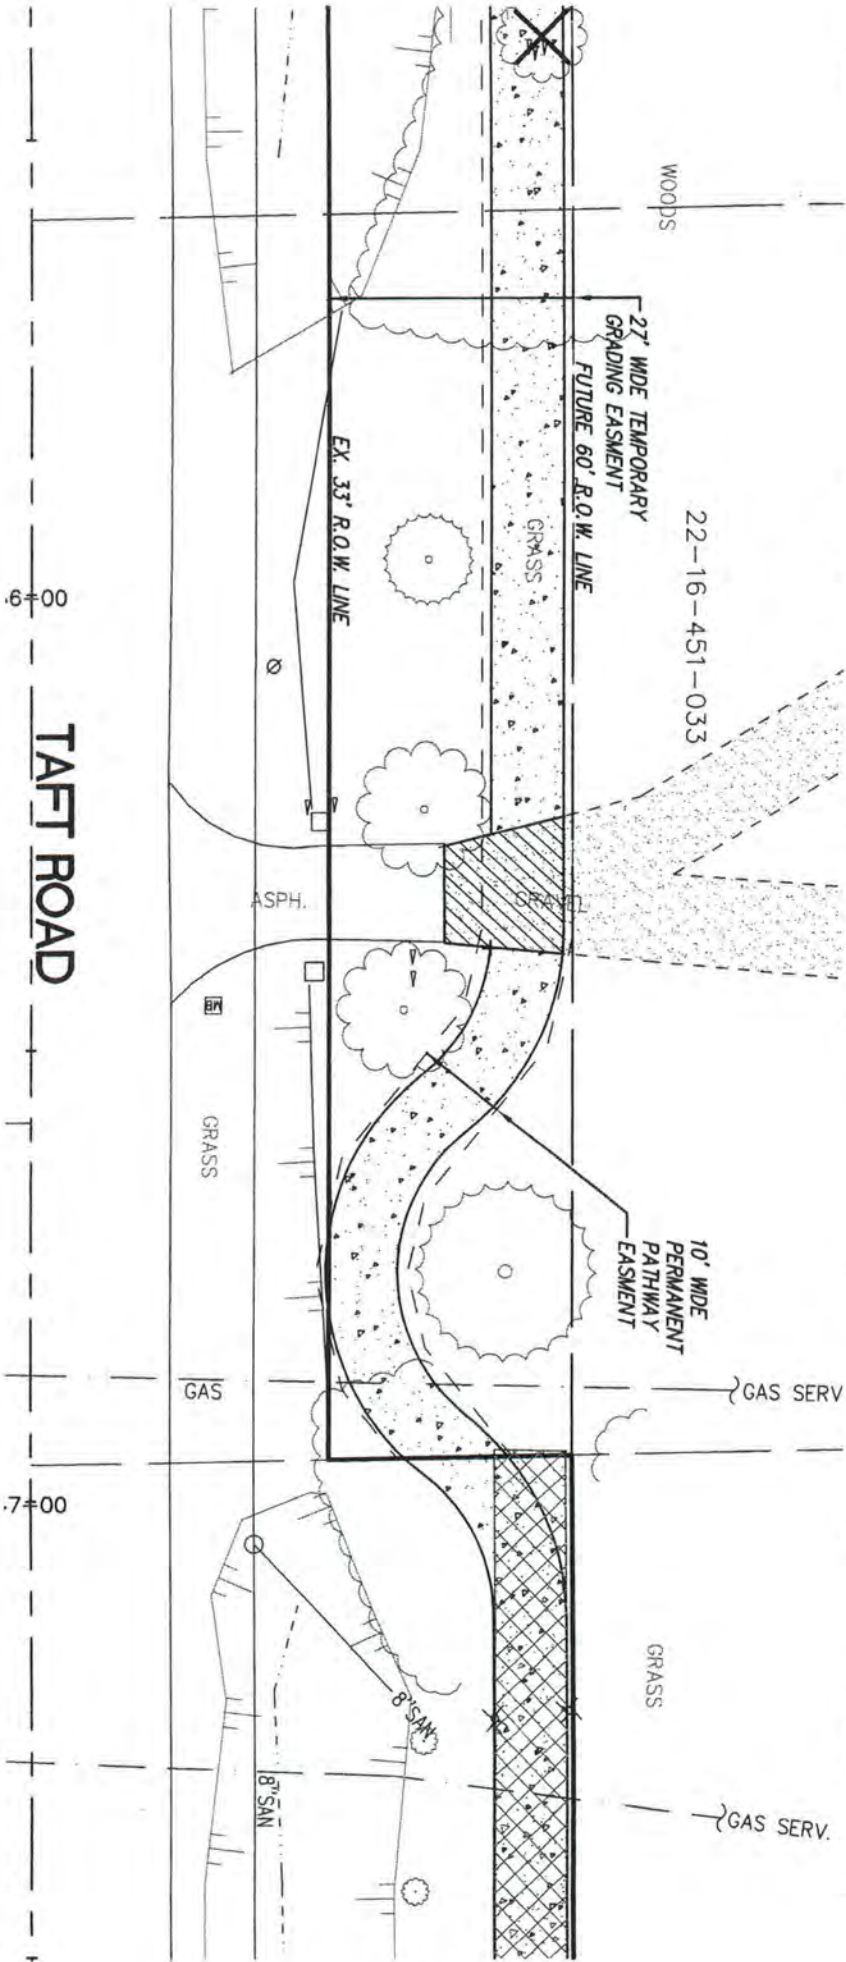 WOODS
27' WIDE TEMPORARY
GRADING EASMENT
FUTURE 60' R.O.W. LINE
22-16-451-033
EX. 33' R.O.W. LINE
GRASS
6+00
TAFT ROAD
ASPH.
GRAVEL
MB
GRASS
10' WIDE
PERMANENT
PATHWAY
EASMENT
GAS
GAS SERV
7+00
GRASS
8"SAN
8"SAN
GAS SERV.